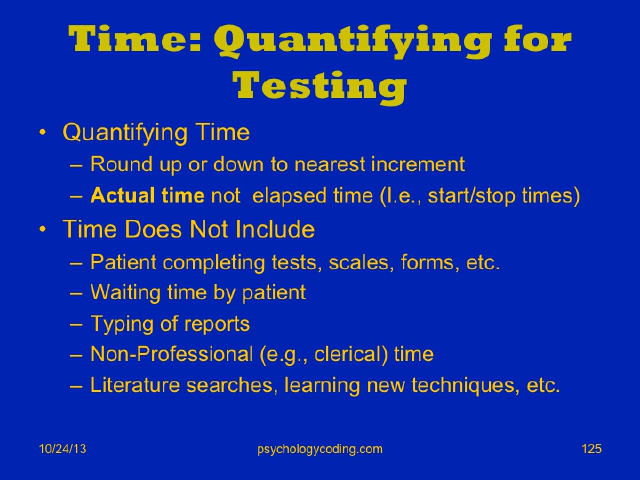 Time: Quantifying for
Testing
• Quantifying Time
– Round up or down to nearest increment
– Actual time not  elapsed time (I.e., start/stop times)
• Time Does Not Include
– Patient completing tests, scales, forms, etc.
– Waiting time by patient
– Typing of reports
– Non-Professional (e.g., clerical) time
– Literature searches, learning new techniques, etc.
10/24/13 psychologycoding.com 125